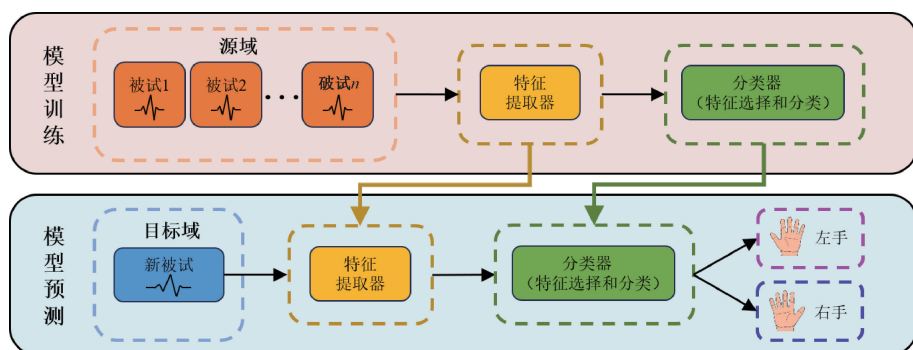 模型训练
源域
被试1
被试2
破试n
特征
提取器
分类器
（特征选择和分类）
模型预测
目标域
新被试
特征
提取器
分类器
（特征选择和分类）
左手
右手